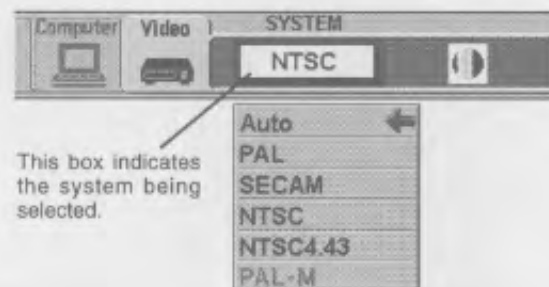 Computer Video SYSTEM
NTSC
Auto
PAL
SECAM
NTSC
NTSC4.43
PAL-M
This box indicates
the system being
selected.